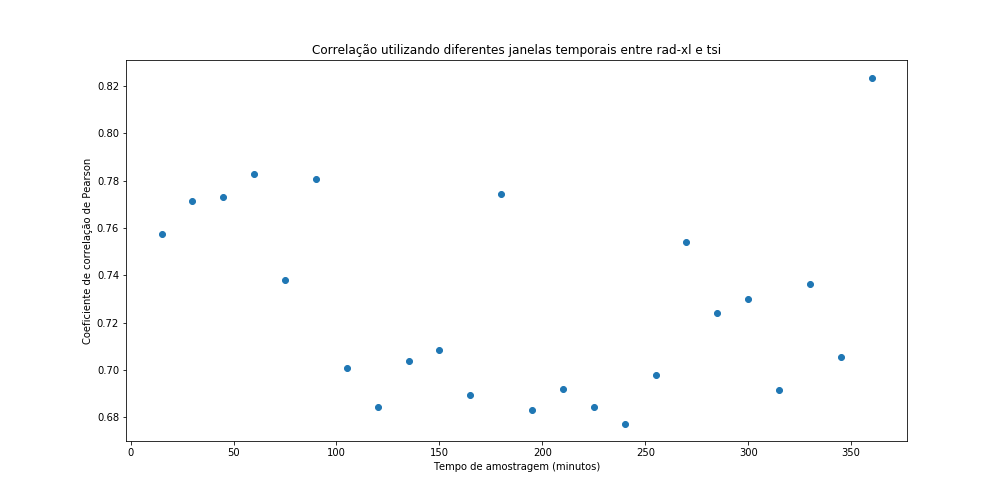 Correlação utilizando diferentes janelas temporais entre rad-xl e tsi
Coeficiente de correlação de Pearson
0.82
0.80
0.78
0.76
0.74
0.72
0.70
0.68
0 50 100 150 200 250 300 350
Tempo de amostragem (minutos)